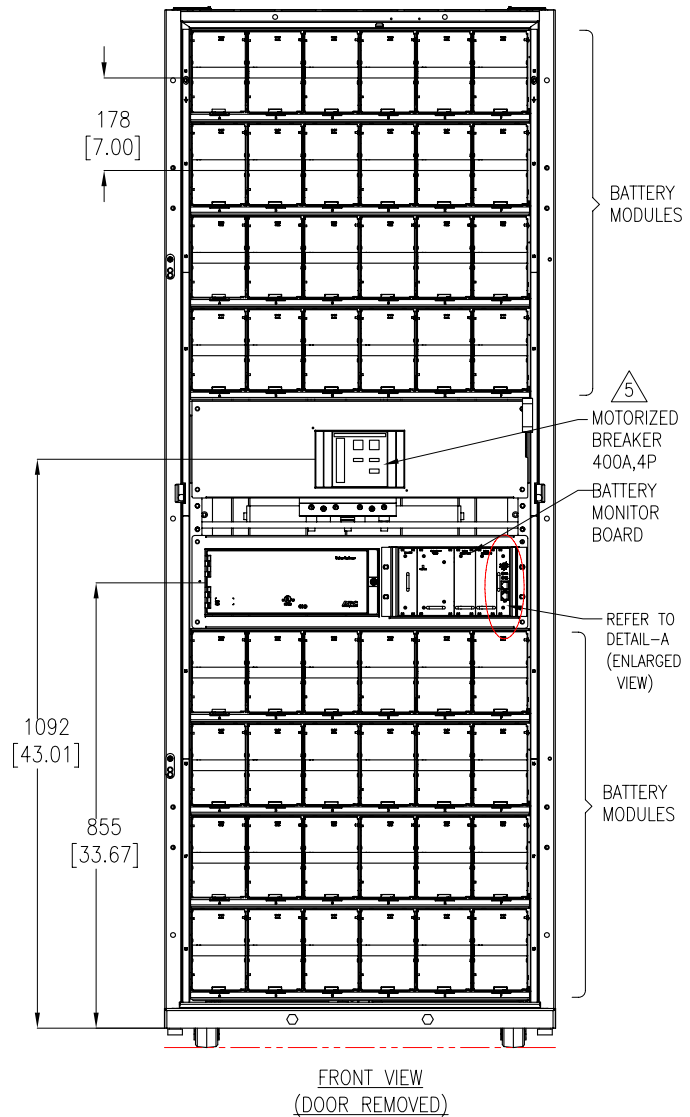 178
[7.00]
BATTERY
MODULES
5
MOTORIZED
BREAKER
400A,4P
BATTERY
MONITOR
BOARD
REFER TO
DETAIL-A
(ENLARGED
VIEW)
1092
[43.01]
855
[33.67]
BATTERY
MODULES
FRONT VIEW
(DOOR REMOVED)